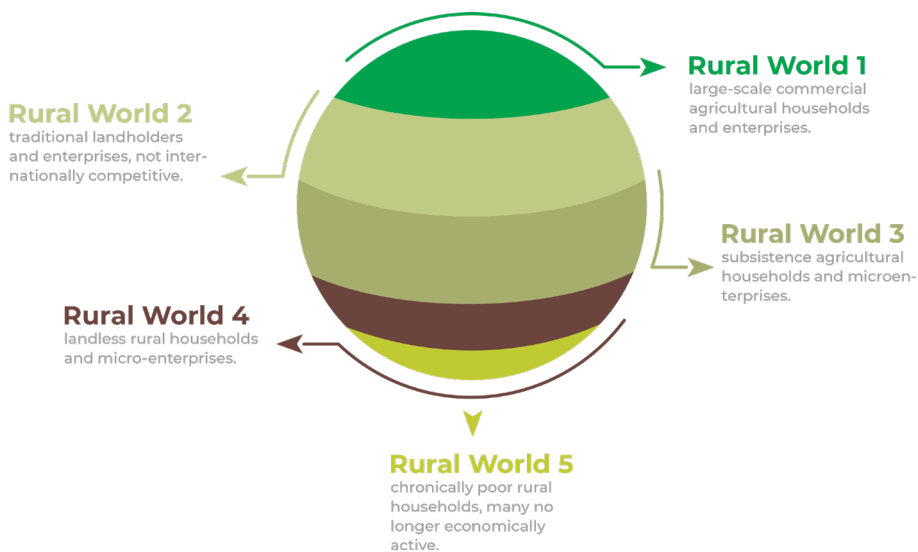 Rural World 1
large-scale commercial
agricultural households
and enterprises.
Rural World 2
traditional landholders
and enterprises, not inter-
nationally competitive.
Rural World 3
subsistence agricultural
households and microen-
terprises.
Rural World 4
landless rural households
and micro-enterprises.
Rural World 5
chronically poor rural
households, many no
longer economically
active.